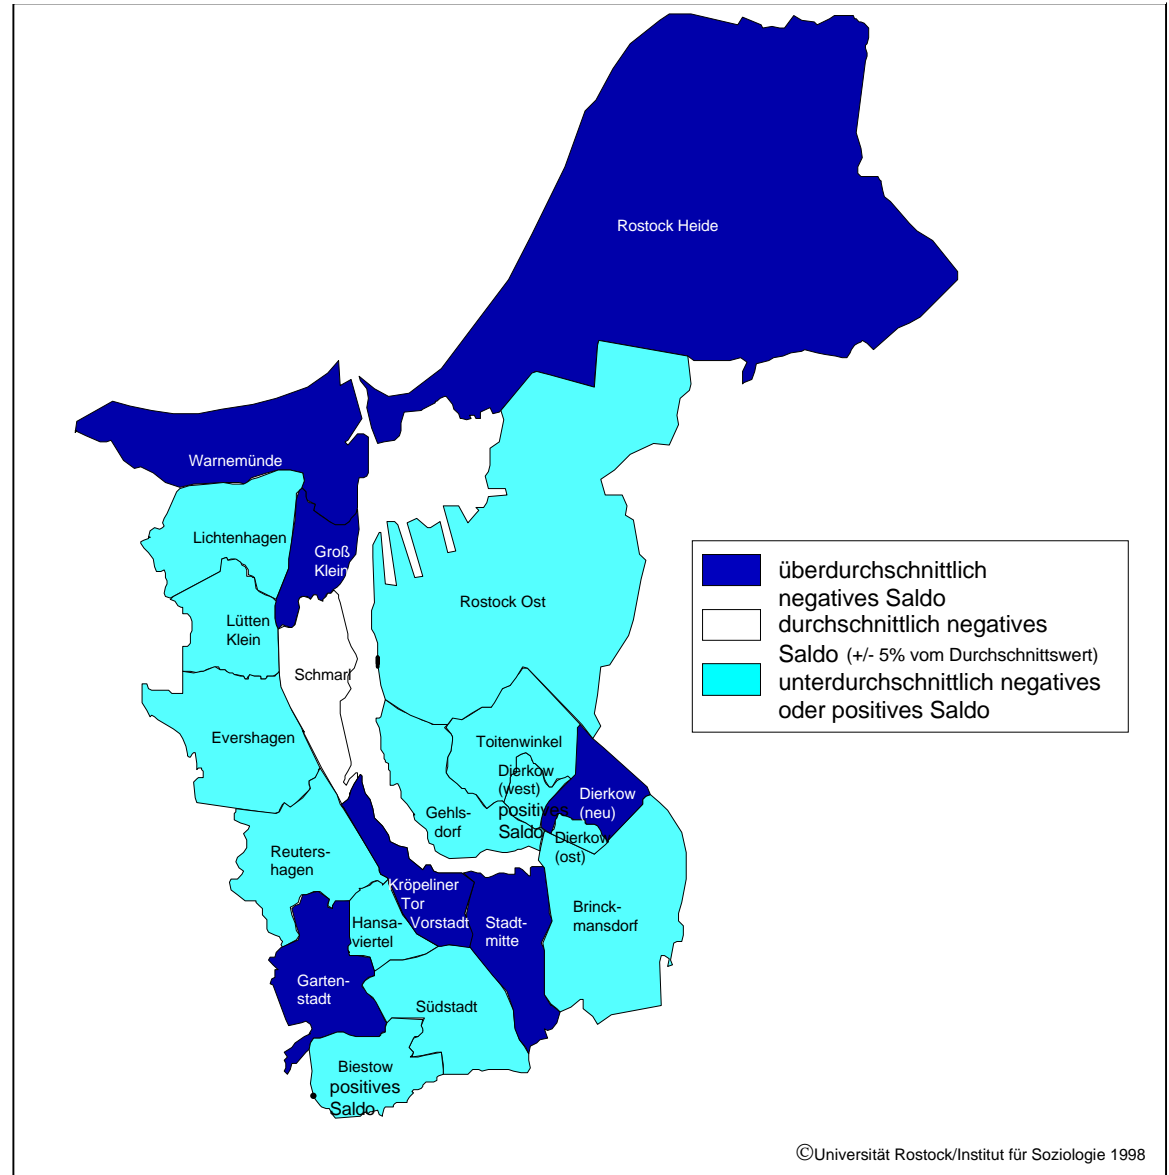 Rostock Heide
Warnemünde
Lichtenhagen
Groß
Klein
Rostock Ost
Lütten
Klein
Schmarl
Evershagen
Toitenwinkel
Dierkow
(west)
positives
Saldo
Dierkow
(neu)
Gehls-
dorf
Dierkow
(ost)
Reuters-
hagen
Kröpeliner
Tor
Vorstadt
Hansa-
viertel
Stadt-
mitte
Brinck-
mansdorf
Garten-
stadt
Südstadt
Biestow
positives
Saldo
überdurchschnittlich
negatives Saldo
durchschnittlich negatives
Saldo (+/- 5% vom Durchschnittswert)
unterdurchschnittlich negatives
oder positives Saldo
©Universität Rostock/Institut für Soziologie 1998